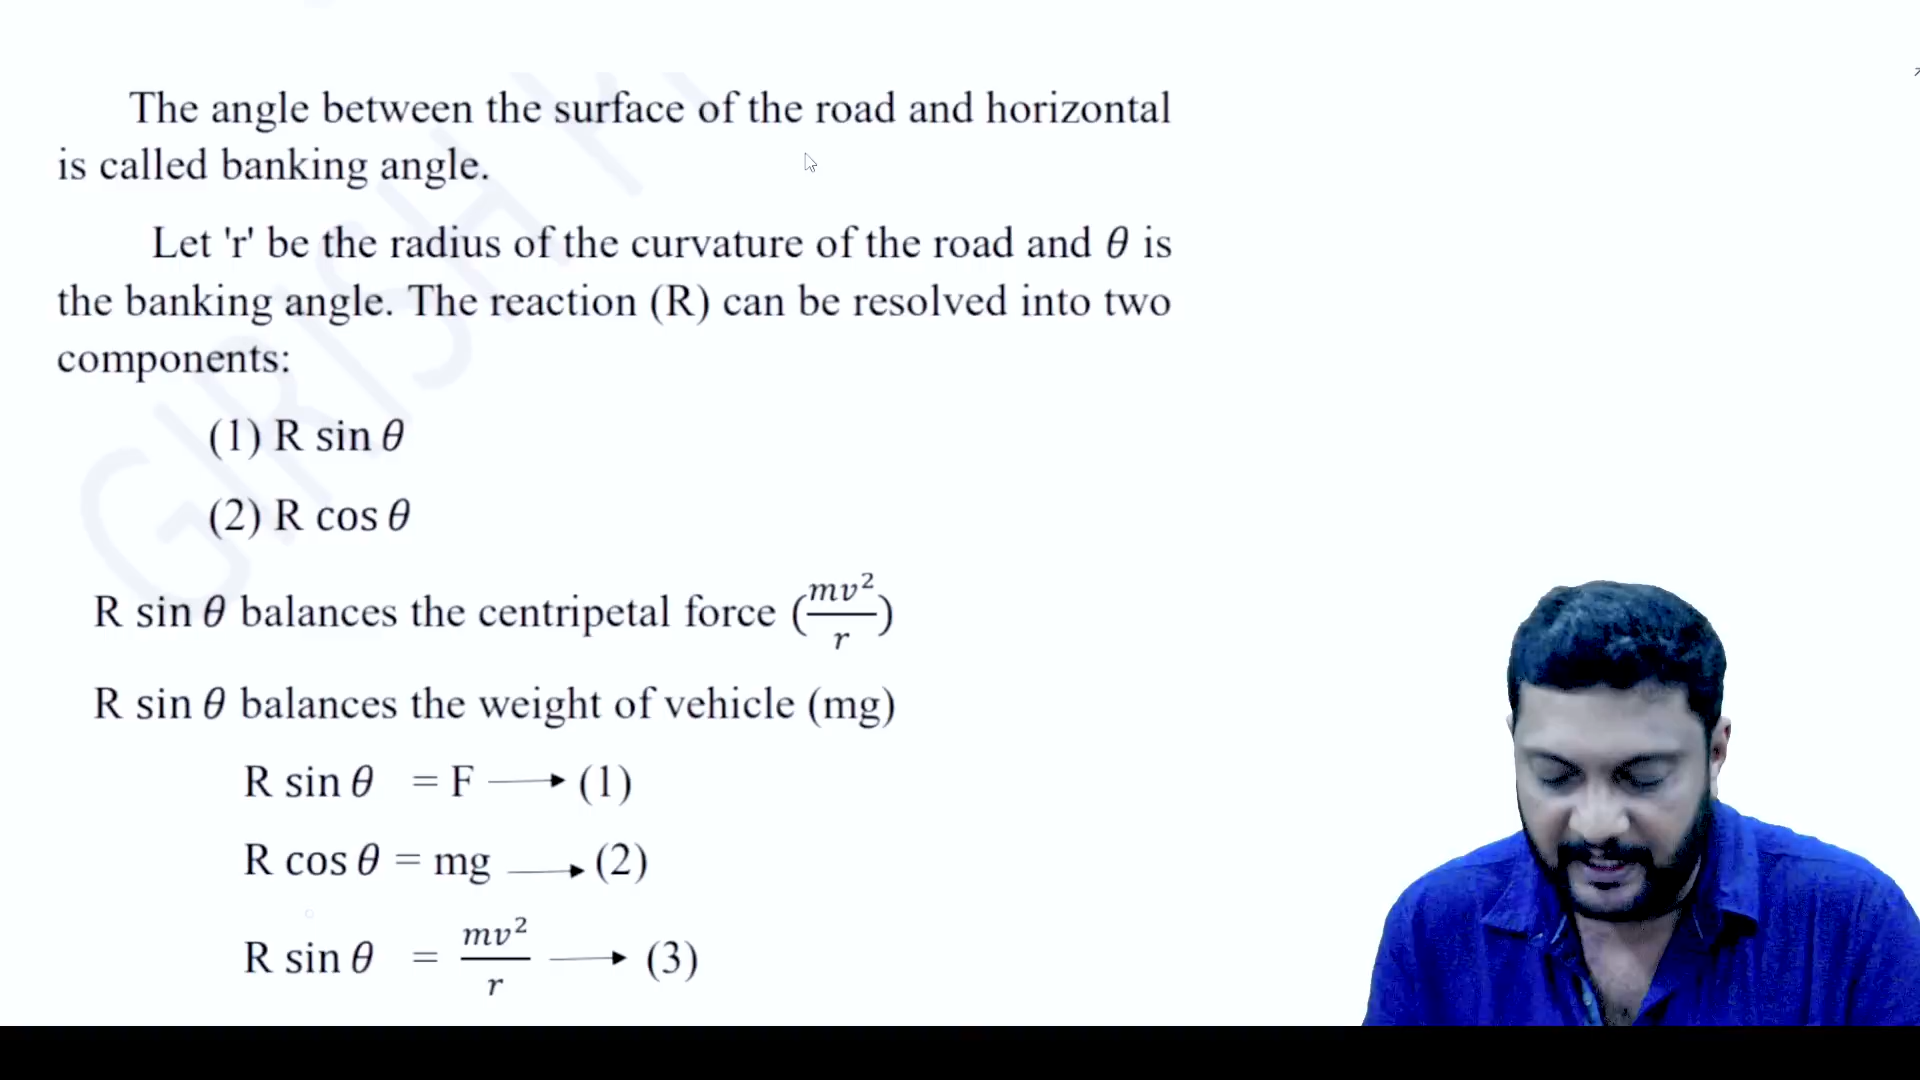 The angle between the surface of the road and horizontal
is called banking angle.
Let 'r' be the radius of the curvature of the road and θ is
the banking angle. The reaction (R) can be resolved into two
components:
(1) R sin θ
(2) R cos θ
R sin θ balances the centripetal force (mv²/r)
R sin θ balances the weight of vehicle (mg)
R sin θ = F ⟶ (1)
R cos θ = mg ⟶ (2)
R sin θ = mv²/r ⟶ (3)
GIRISH